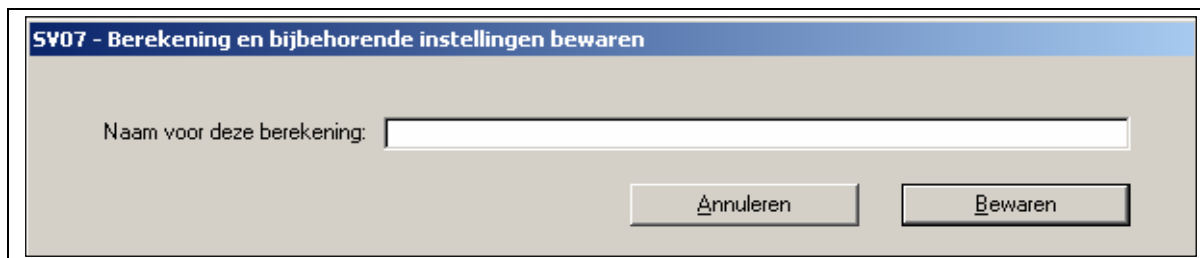 SV07 - Berekening en bijbehorende instellingen bewaren
Naam voor deze berekening:
Annuleren Bewaren